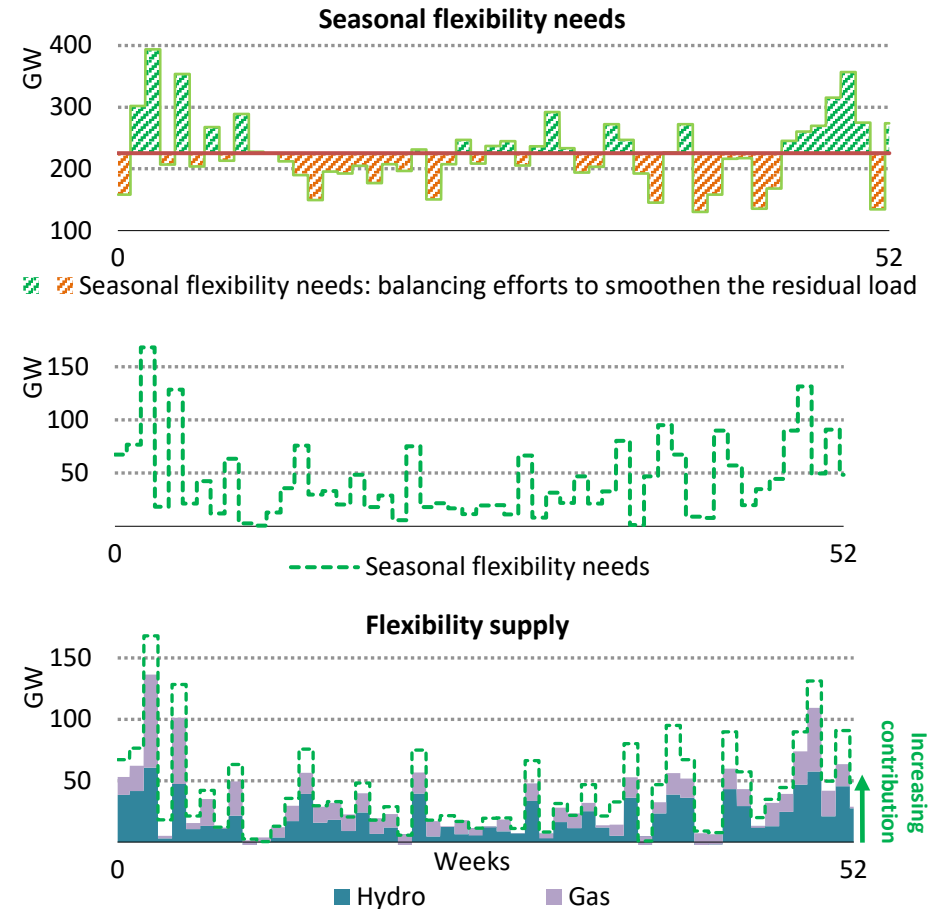 Seasonal flexibility needs
GW
400
300
200
100
0
52
Seasonal flexibility needs: balancing efforts to smoothen the residual load
GW
150
100
50
0
52
Seasonal flexibility needs
Flexibility supply
GW
150
100
50
Increasing
contribution
0
Weeks
52
Hydro
Gas